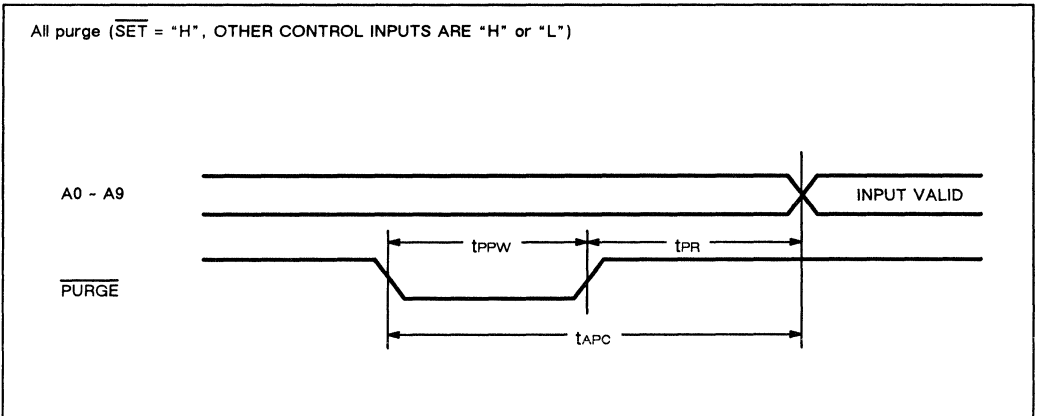 All purge (SET = "H", OTHER CONTROL INPUTS ARE "H" or "L")
A0 ~ A9
INPUT VALID
tPPW
tPR
PURGE
tAPC